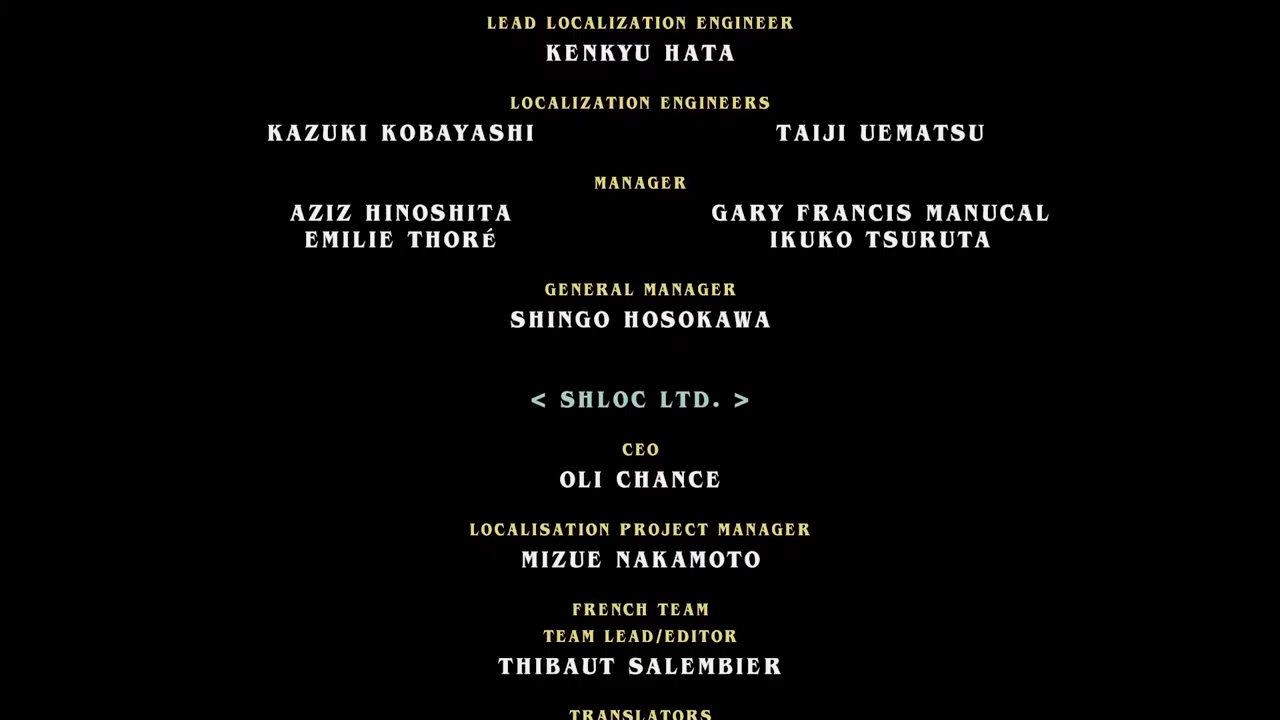 LEAD LOCALIZATION ENGINEER
KENKYU HATA
LOCALIZATION ENGINEERS
KAZUKI KOBAYASHI TAIJI UEMATSU
MANAGER
AZIZ HINOSHITA GARY FRANCIS MANUCAL
EMILIE THORé IKUKO TSURUTA
GENERAL MANAGER
SHINGO HOSOKAWA
< SHLOC LTD. >
CEO
OLI CHANCE
LOCALISATION PROJECT MANAGER
MIZUE NAKAMOTO
FRENCH TEAM
TEAM LEAD/EDITOR
THIBAUT SALEMBIER
TRANSLATORS